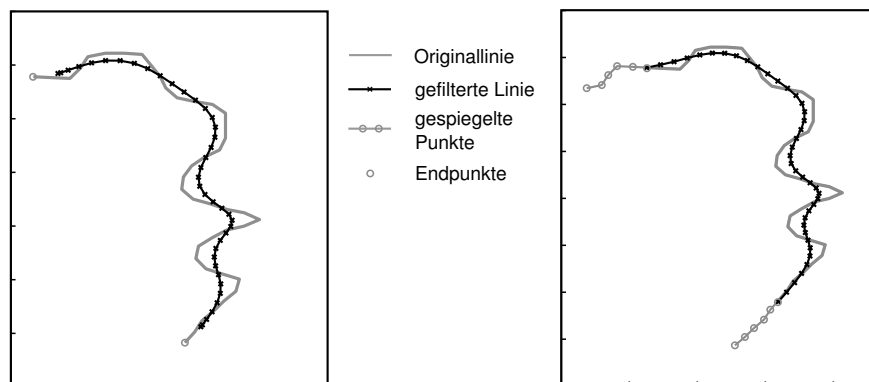 Originallinie
gefilterte Linie
gespiegelte
Punkte
Endpunkte